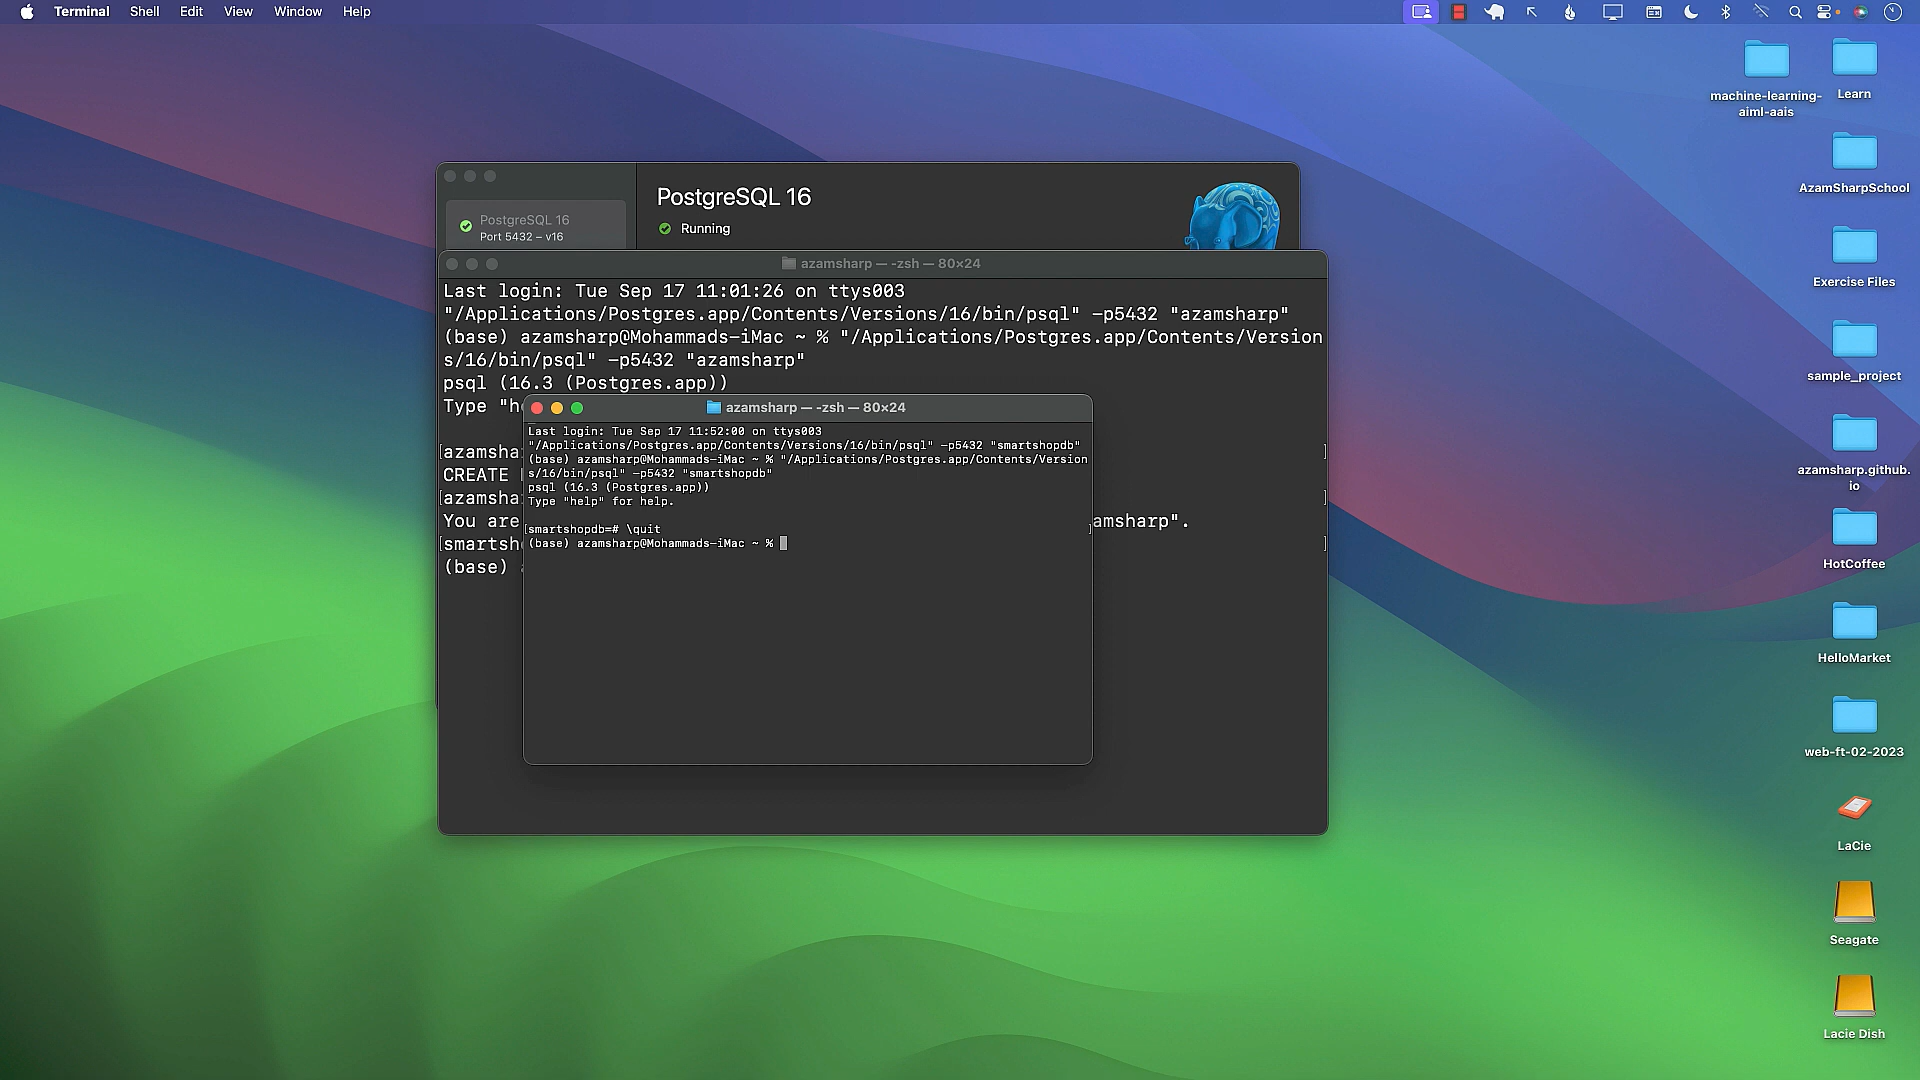 Terminal Shell Edit View Window Help
machine-learning-
aiml-aais
Learn
AzamSharpSchool
Exercise Files
sample_project
azamsharp.github.
io
HotCoffee
HelloMarket
web-ft-02-2023
LaCie
Seagate
Lacie Dish
PostgreSQL 16
Port 5432 – v16
PostgreSQL 16
Running
azamsharp — -zsh — 80×24
Last login: Tue Sep 17 11:01:26 on ttys003
"/Applications/Postgres.app/Contents/Versions/16/bin/psql" -p5432 "azamsharp"
(base) azamsharp@Mohammads-iMac ~ % "/Applications/Postgres.app/Contents/Version
s/16/bin/psql" -p5432 "azamsharp"
psql (16.3 (Postgres.app))
Type "he
[azamsha ]
CREATE
[azamsha ]
You are amsharp".
[smartsh ]
(base)
azamsharp — -zsh — 80×24
Last login: Tue Sep 17 11:52:00 on ttys003
"/Applications/Postgres.app/Contents/Versions/16/bin/psql" -p5432 "smartshopdb"
(base) azamsharp@Mohammads-iMac ~ % "/Applications/Postgres.app/Contents/Version
s/16/bin/psql" -p5432 "smartshopdb"
psql (16.3 (Postgres.app))
Type "help" for help.
[smartshopdb=# \quit ]
(base) azamsharp@Mohammads-iMac ~ %